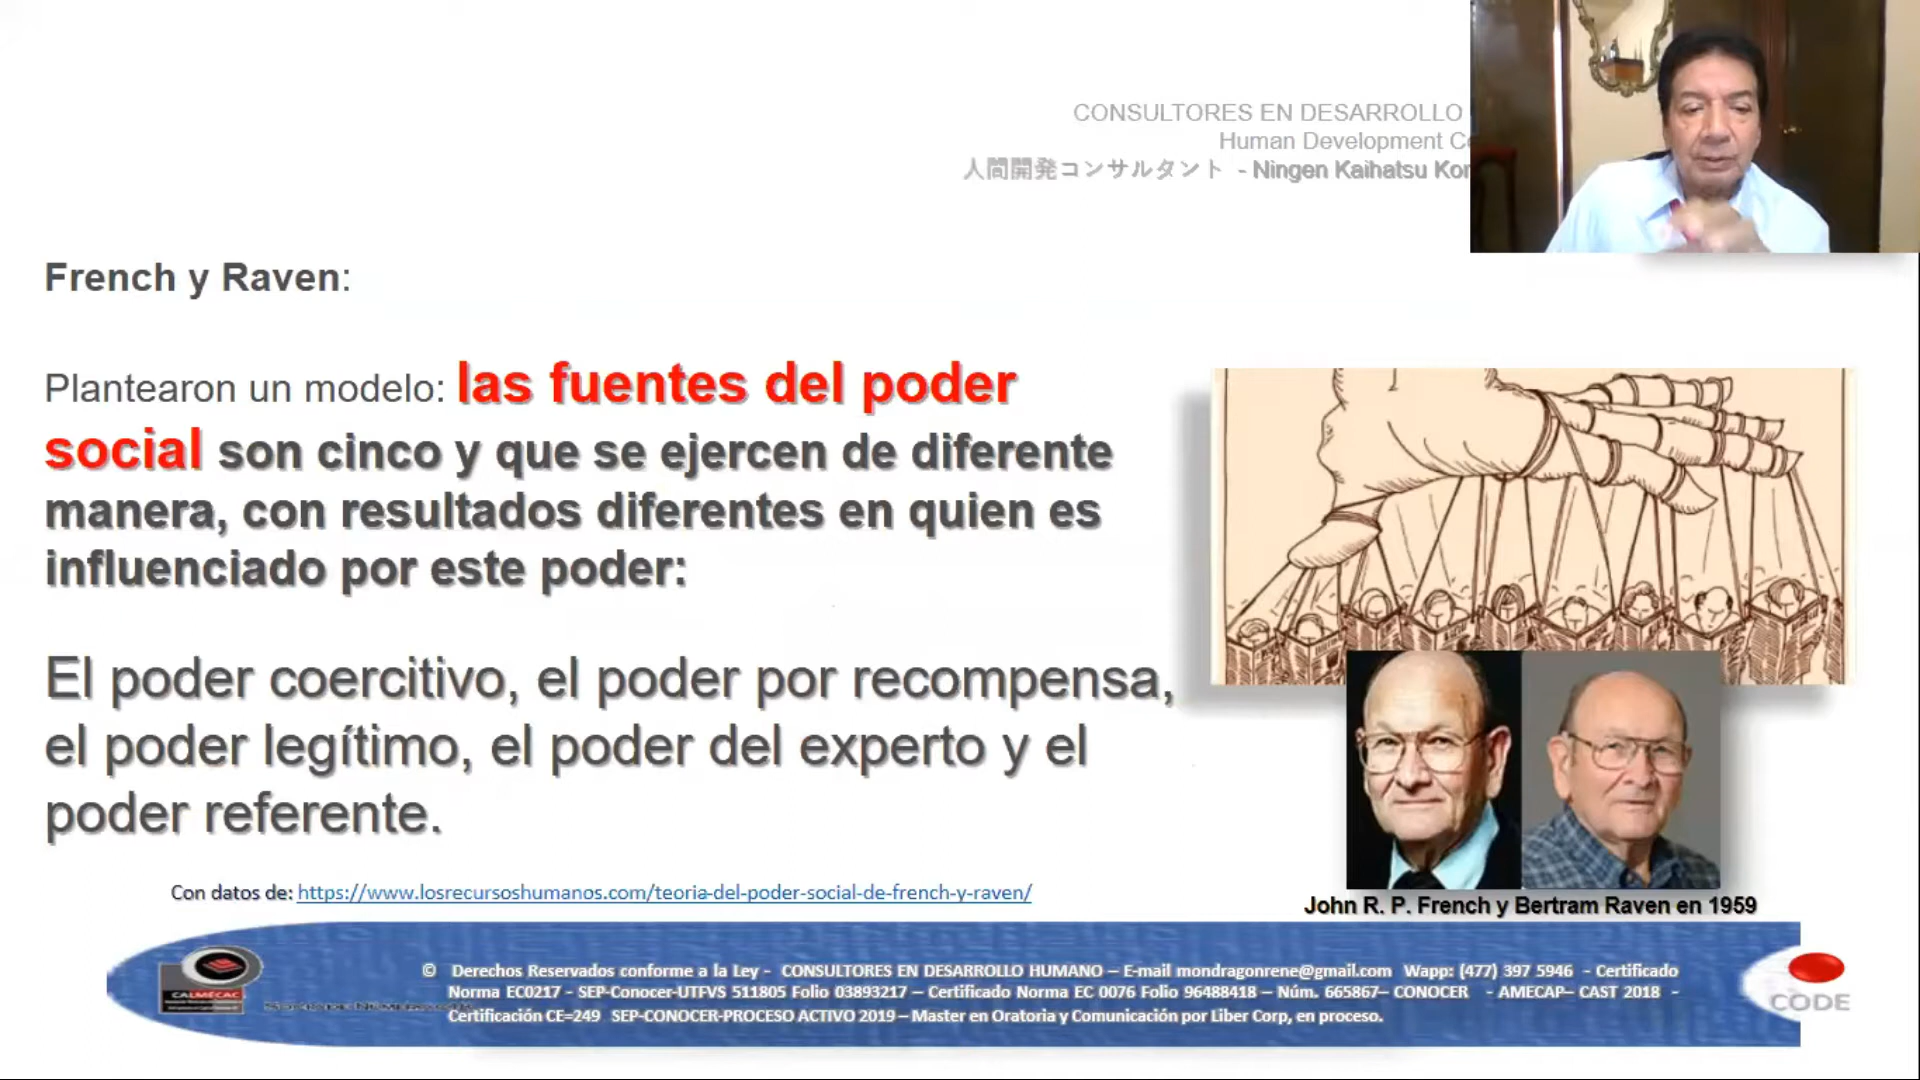 CONSULTORES EN DESARROLLO
Human Development
人間開発コンサルタント - Ningen Kaihatsu
French y Raven:
Plantearon un modelo: las fuentes del poder
social son cinco y que se ejercen de diferente
manera, con resultados diferentes en quien es
influenciado por este poder:
El poder coercitivo, el poder por recompensa,
el poder legítimo, el poder del experto y el
poder referente.
Con datos de: https://www.losrecursoshumanos.com/teoria-del-poder-social-de-french-y-raven/
John R. P. French y Bertram Raven en 1959
© Derechos Reservados conforme a la Ley - CONSULTORES EN DESARROLLO HUMANO – E-mail mondragonrene@gmail.com Wapp: (477) 397 5946 - Certificado
Norma EC0217 - SEP-Conocer-UTFVS 511805 Folio 03893217 – Certificado Norma EC 0076 Folio 96488418 – Núm. 665867– CONOCER - AMECAP– CAST 2018 -
Certificación CE=249 SEP-CONOCER-PROCESO ACTIVO 2019 – Master en Oratoria y Comunicación por Liber Corp, en proceso.
CALMECAC
CODE